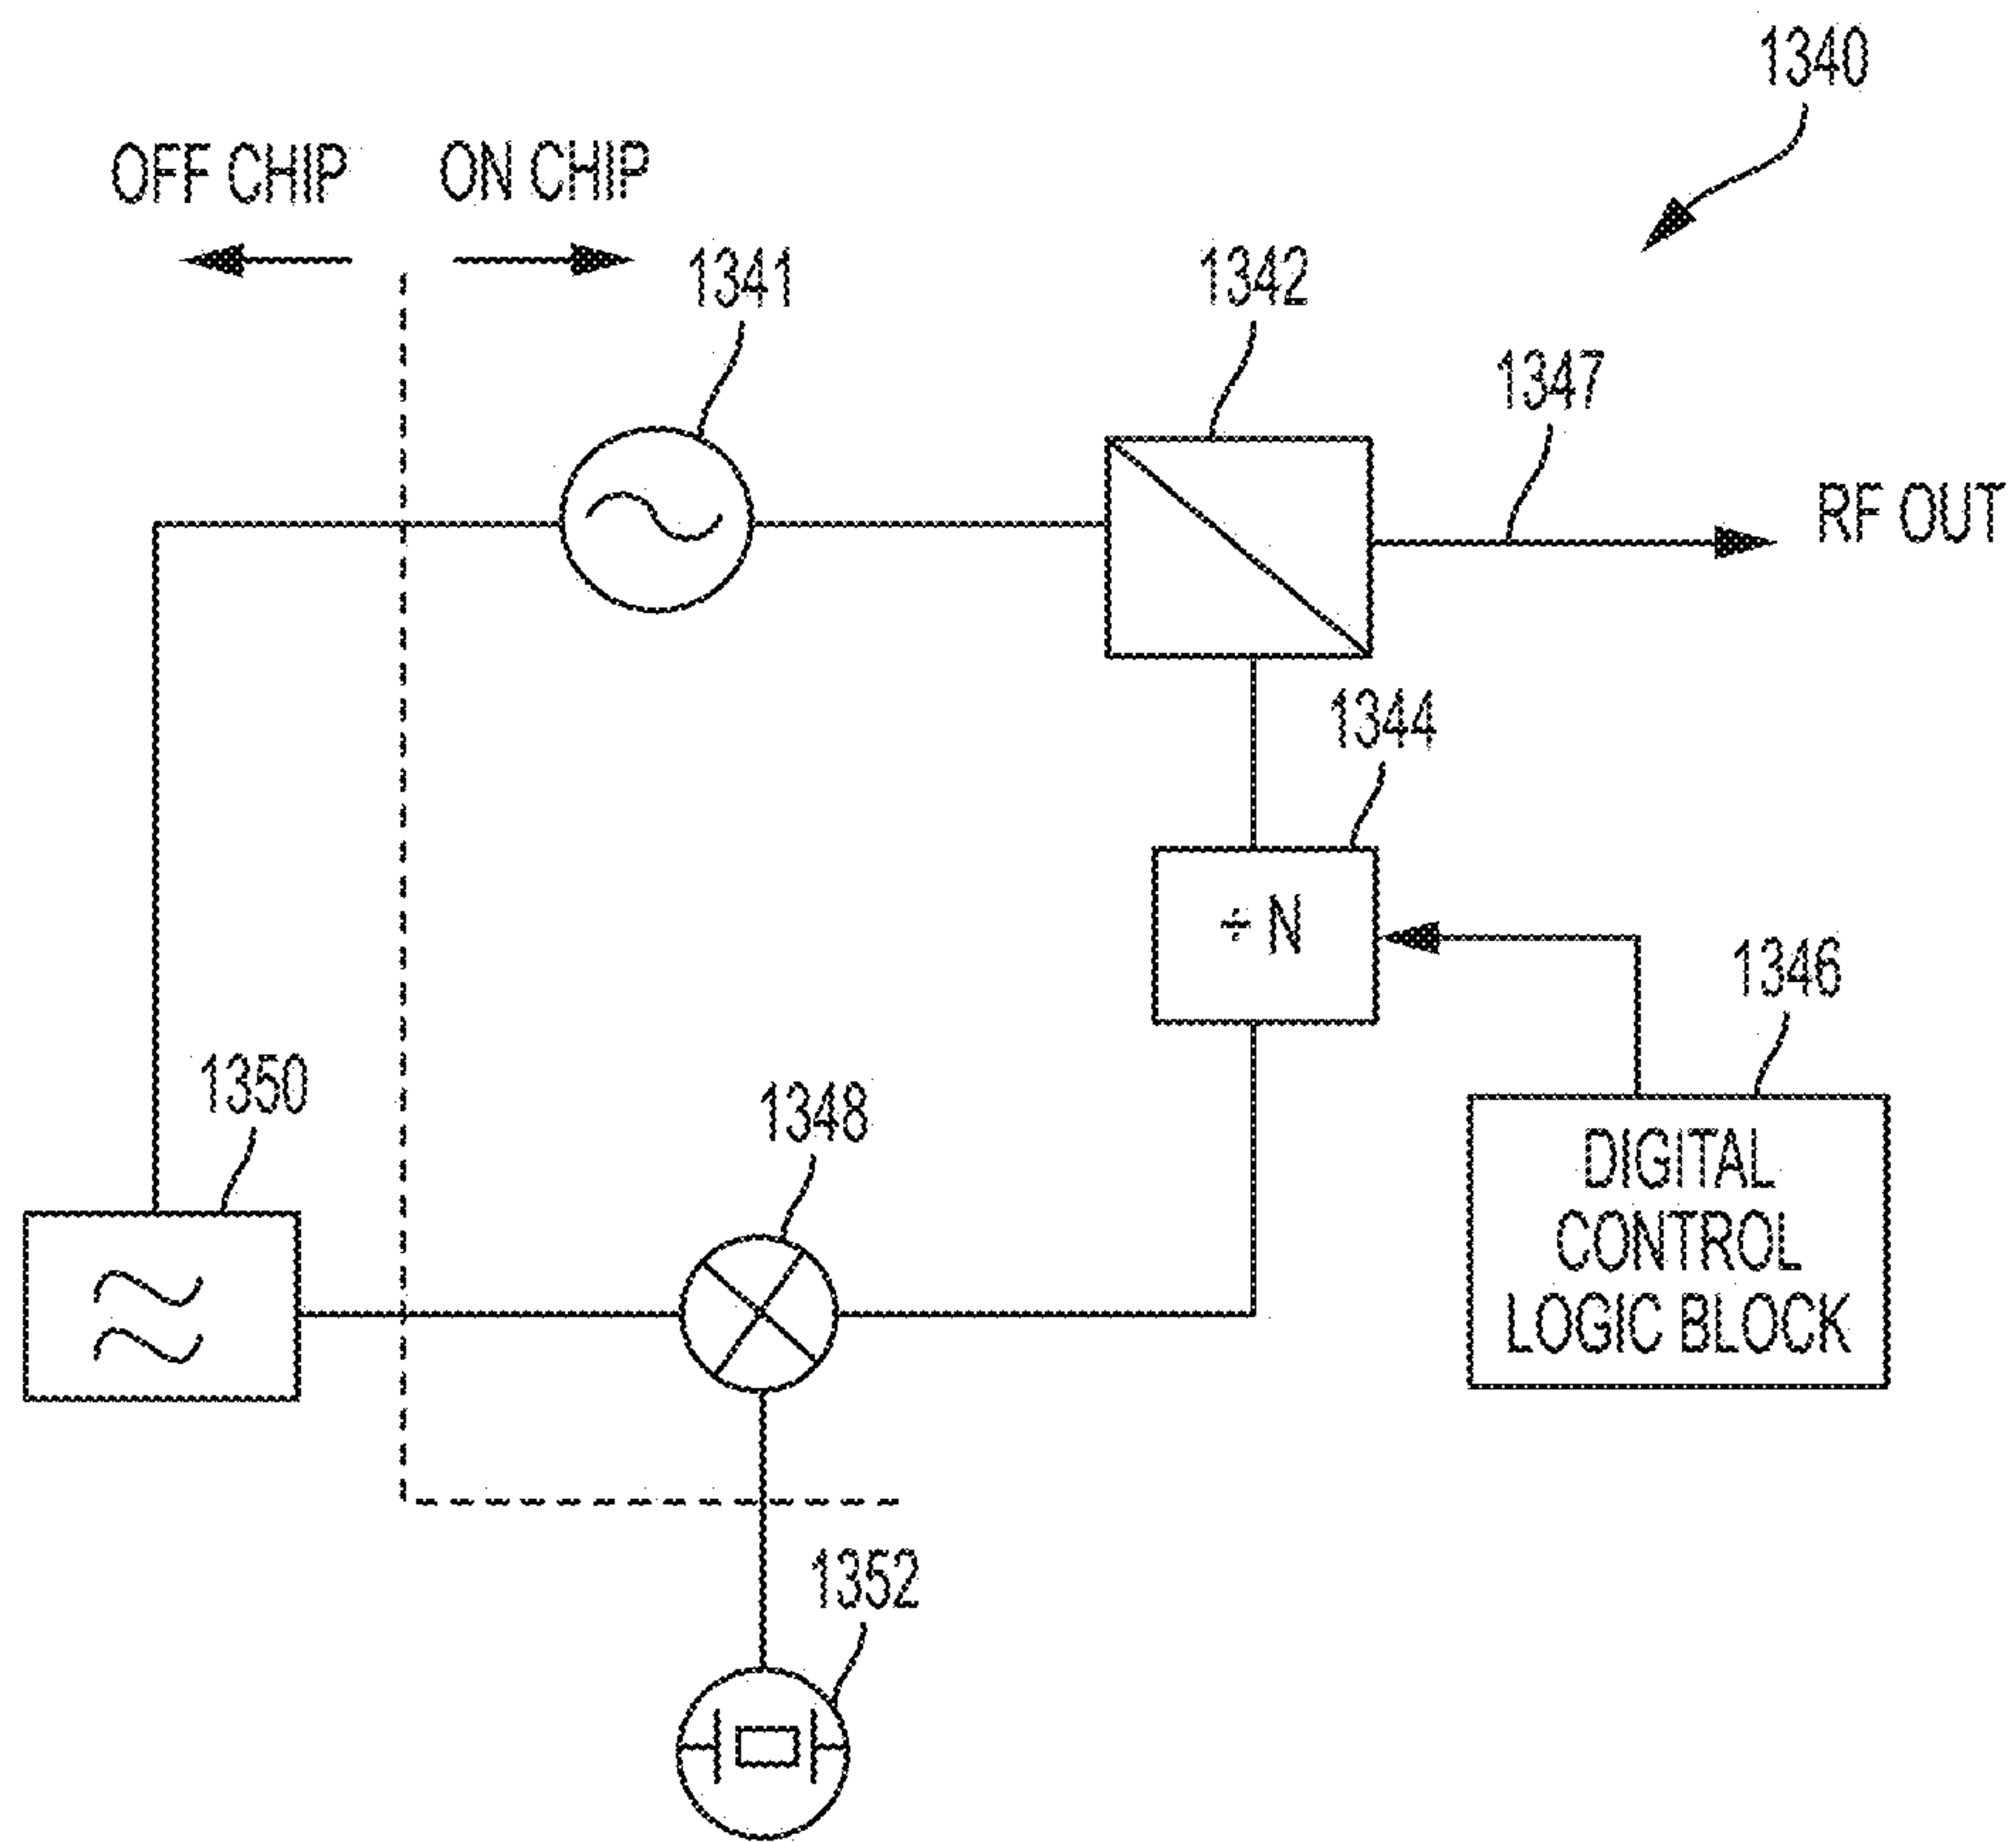 1340
OFF CHIP
ON CHIP
1341
1342
1347
RF OUT
1344
÷ N
1346
1350
1348
DIGITAL
CONTROL
LOGIC BLOCK
1352